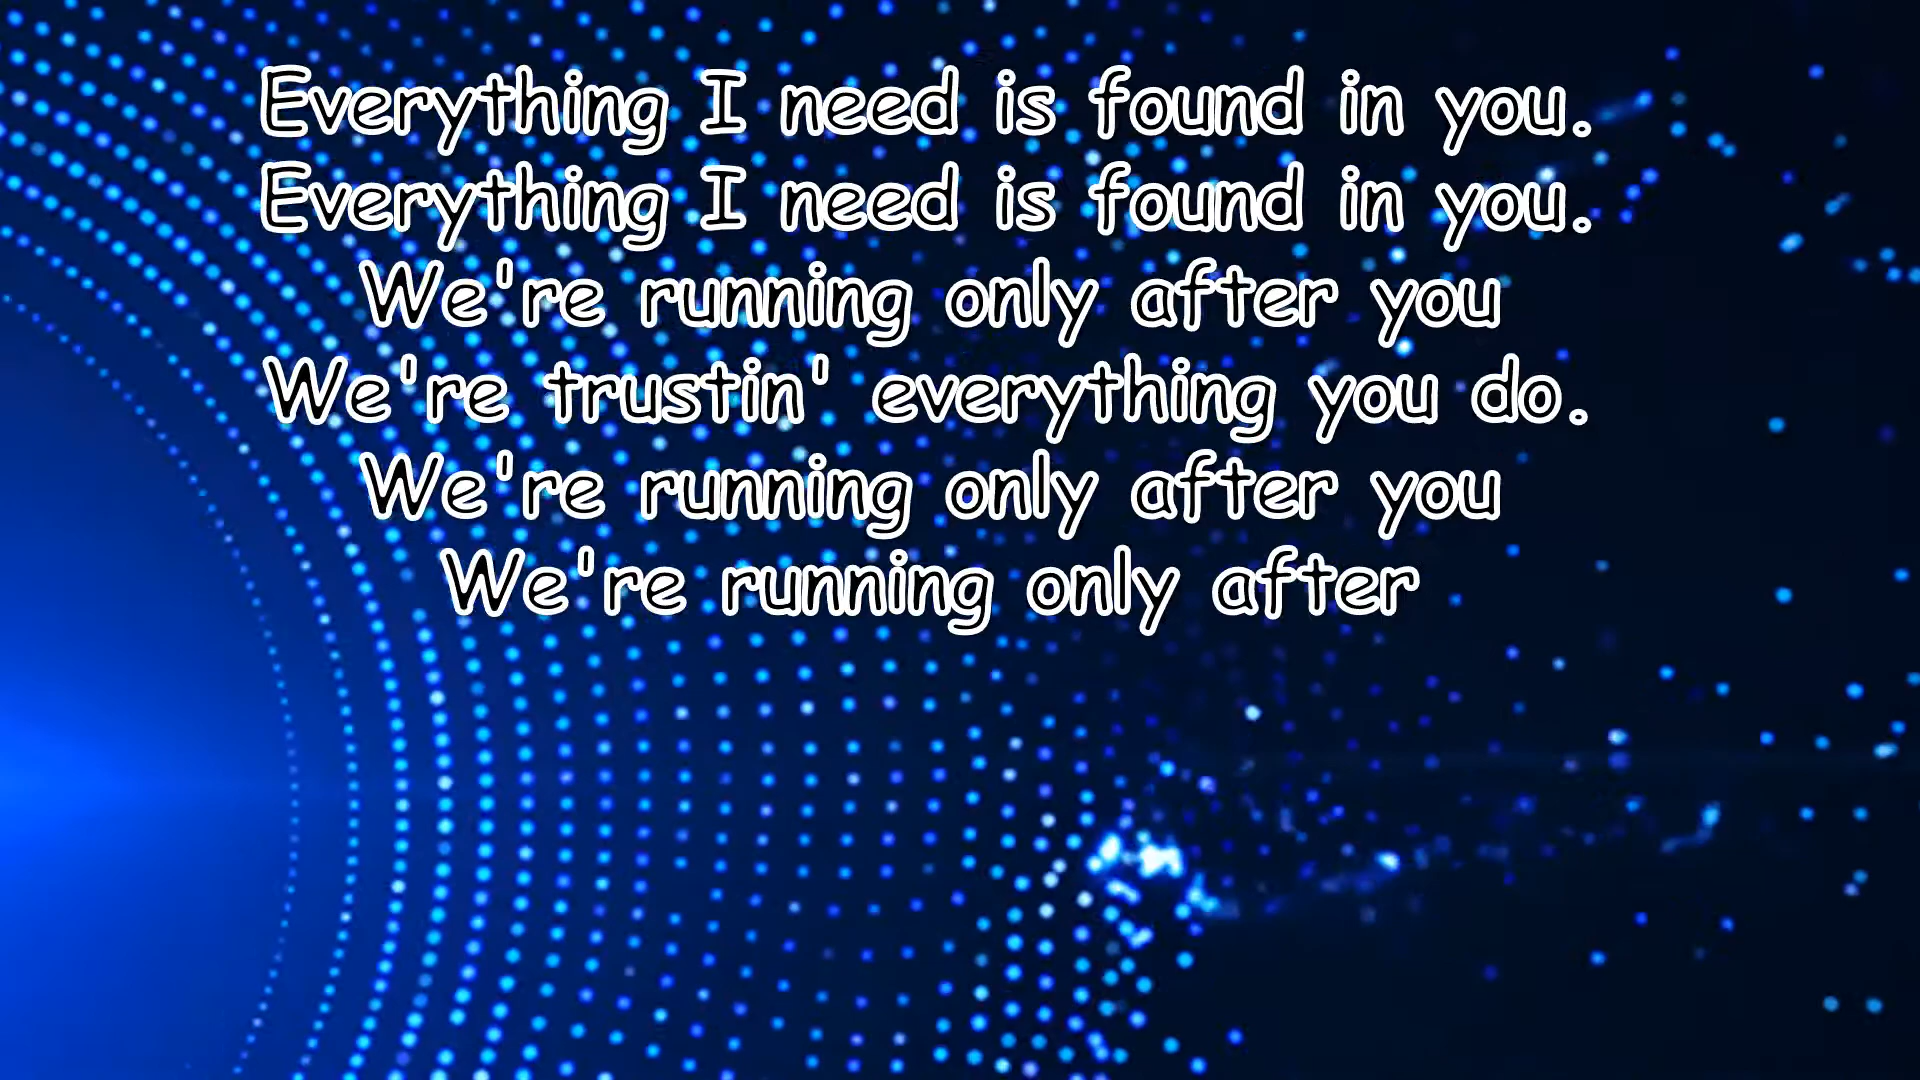 Everything I need is found in you.
Everything I need is found in you.
We're running only after you
We're trustin' everything you do.
We're running only after you
We're running only after